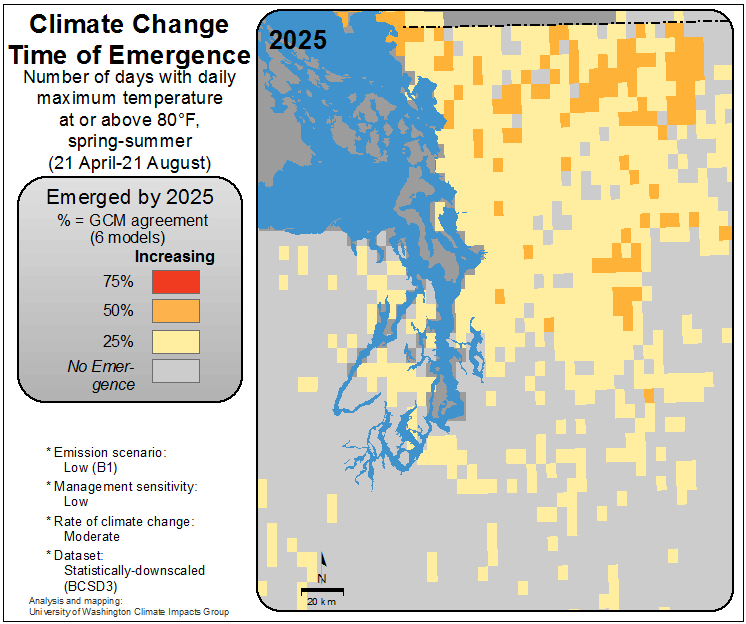 Climate Change
Time of Emergence
Number of days with daily
maximum temperature
at or above 80°F,
spring-summer
(21 April-21 August)
Emerged by 2025
% = GCM agreement
(6 models)
Increasing
75%
50%
25%
No Emer-
gence
* Emission scenario:
Low (B1)
* Management sensitivity:
Low
* Rate of climate change:
Moderate
* Dataset:
Statistically-downscaled
(BCSD3)
Analysis and mapping:
University of Washington Climate Impacts Group
2025
N
20 km